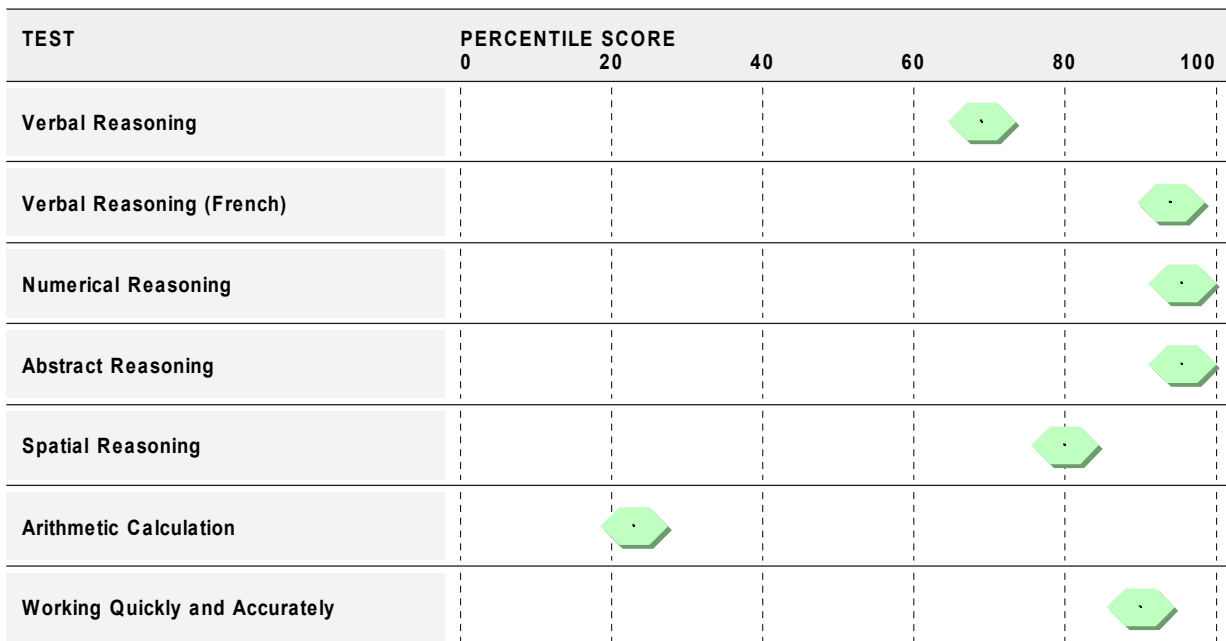 TEST PERCENTILE SCORE
0 20 40 60 80 100
Verbal Reasoning
Verbal Reasoning (French)
Numerical Reasoning
Abstract Reasoning
Spatial Reasoning
Arithmetic Calculation
Working Quickly and Accurately